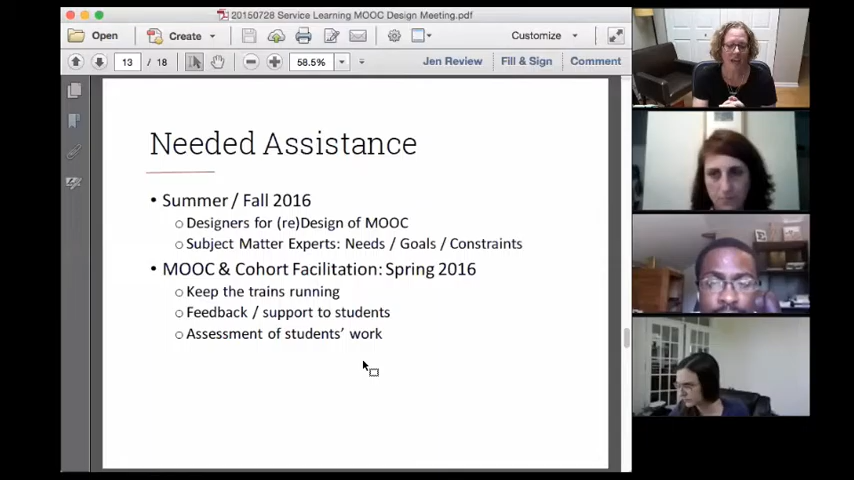 20150728 Service Learning MOOC Design Meeting.pdf
Open Create Customize
13 / 18 58.5% Jen Review Fill & Sign Comment
Needed Assistance
• Summer / Fall 2016
○ Designers for (re)Design of MOOC
○ Subject Matter Experts: Needs / Goals / Constraints
• MOOC & Cohort Facilitation: Spring 2016
○ Keep the trains running
○ Feedback / support to students
○ Assessment of students’ work